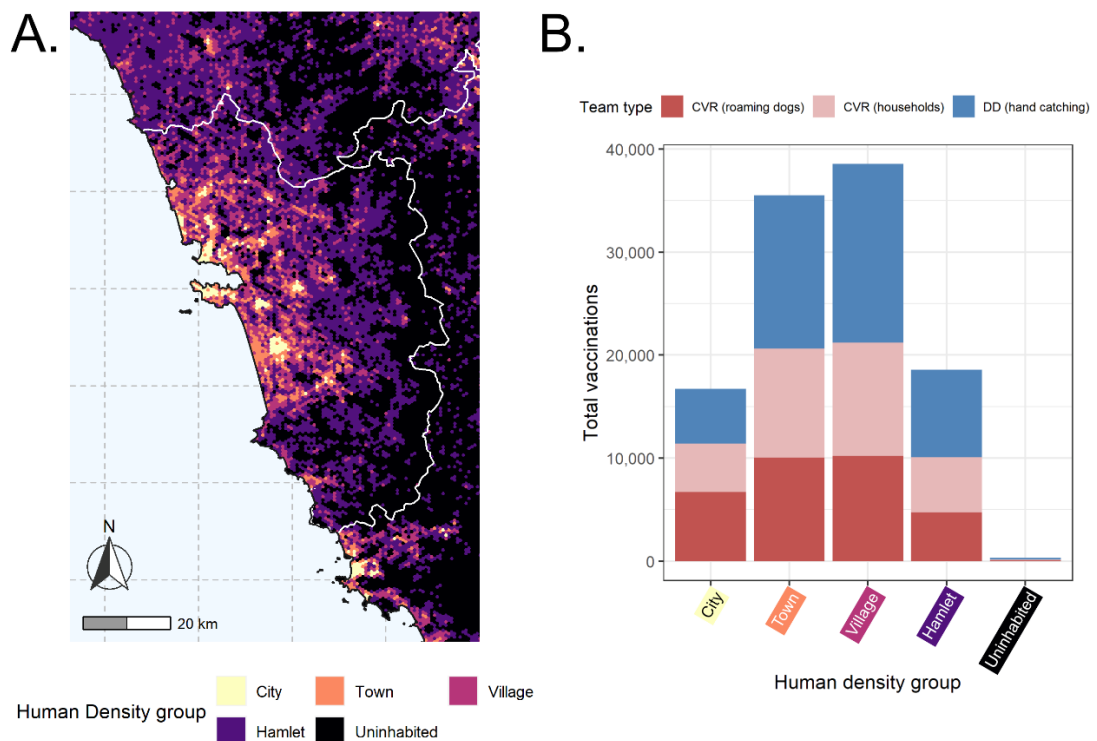 A.
N
20 km
Human Density group
City
Town
Village
Hamlet
Uninhabited
B.
Team type CVR (roaming dogs) CVR (households) DD (hand catching)
Total vaccinations
40,000
30,000
20,000
10,000
0
City
Town
Village
Hamlet
Uninhabited
Human density group